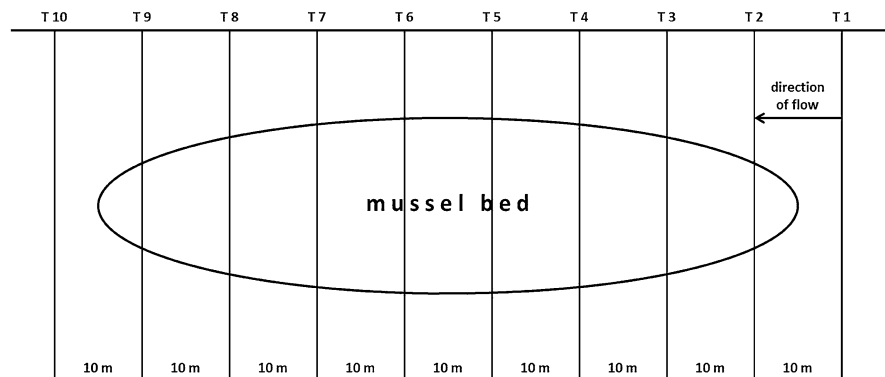 T 10 T 9 T 8 T 7 T 6 T 5 T 4 T 3 T 2 T 1
direction
of flow
mussel bed
10 m 10 m 10 m 10 m 10 m 10 m 10 m 10 m 10 m